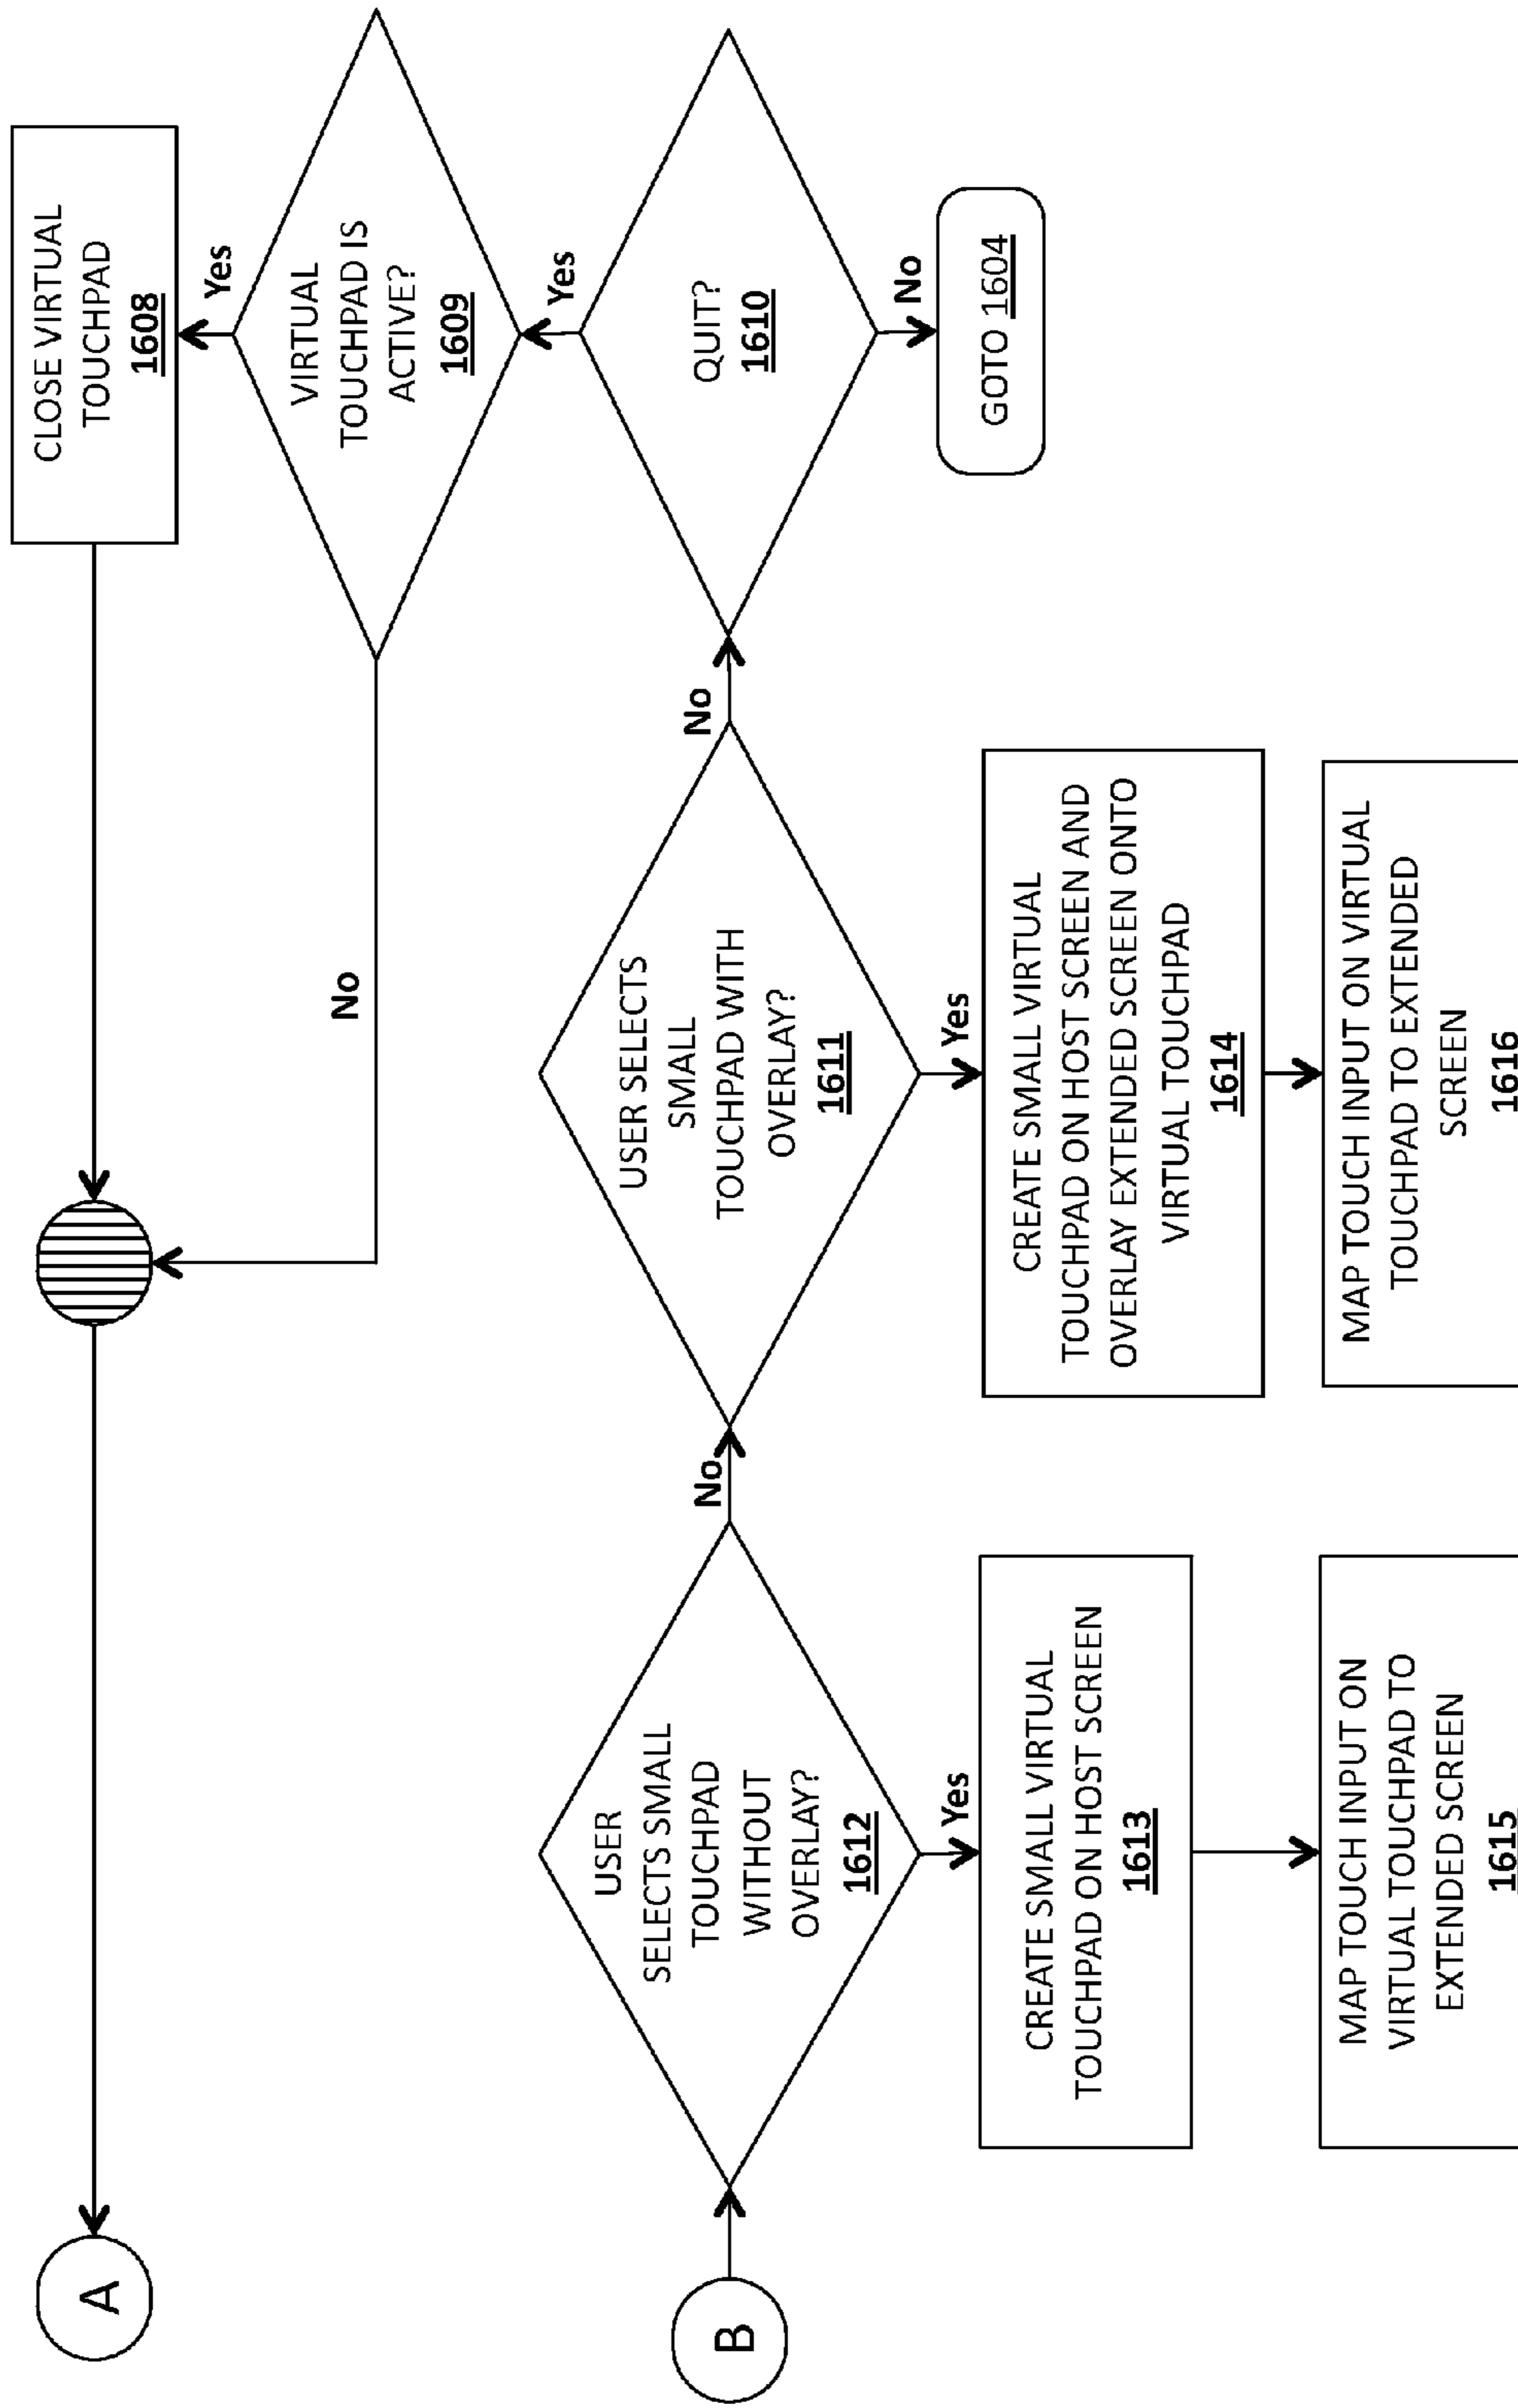 A
CLOSE VIRTUAL
TOUCHPAD
1608
Yes
No
VIRTUAL
TOUCHPAD IS
ACTIVE?
1609
Yes
B
USER
SELECTS SMALL
TOUCHPAD
WITHOUT
OVERLAY?
1612
No
USER SELECTS
SMALL
TOUCHPAD WITH
OVERLAY?
1611
No
QUIT?
1610
Yes
Yes
No
CREATE SMALL VIRTUAL
TOUCHPAD ON HOST SCREEN
1613
CREATE SMALL VIRTUAL
TOUCHPAD ON HOST SCREEN AND
OVERLAY EXTENDED SCREEN ONTO
VIRTUAL TOUCHPAD
1614
GOTO 1604
MAP TOUCH INPUT ON
VIRTUAL TOUCHPAD TO
EXTENDED SCREEN
1615
MAP TOUCH INPUT ON VIRTUAL
TOUCHPAD TO EXTENDED
SCREEN
1616